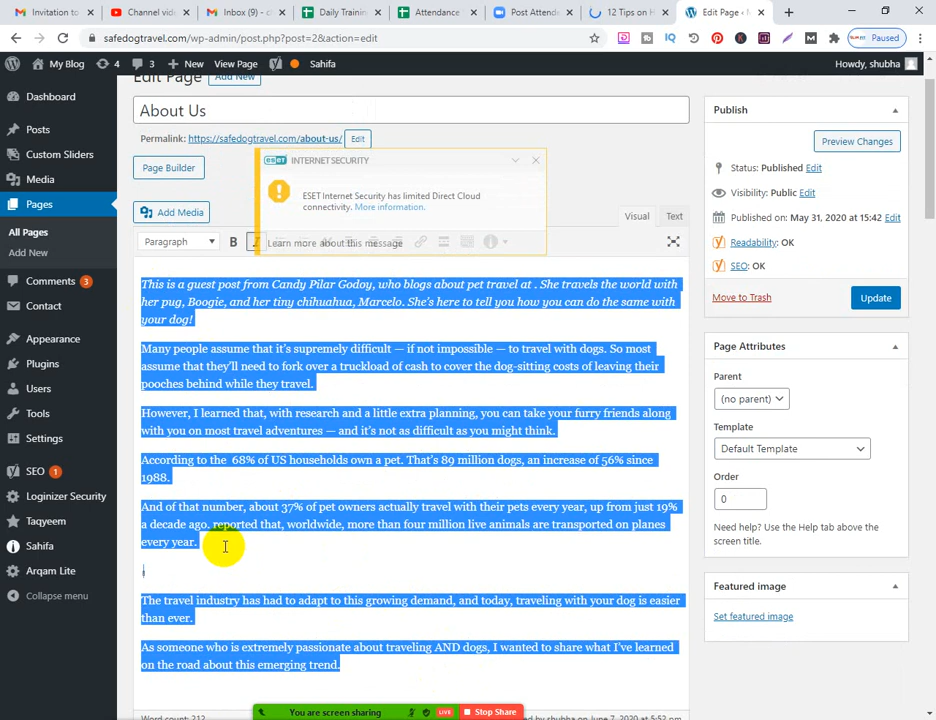 Invitation to
Channel vide
Inbox (9) - c
Daily Training
Attendance
Post Attende
12 Tips on H
Edit Page ‹
safedogtravel.com/wp-admin/post.php?post=2&action=edit
Paused
My Blog
4
3
New
View Page
Sahifa
Howdy, shubha
Dashboard
Posts
Custom Sliders
Media
Pages
All Pages
Add New
Comments 3
Contact
Appearance
Plugins
Users
Tools
Settings
SEO 1
Loginizer Security
Taqyeem
Sahifa
Arqam Lite
Collapse menu
Edit Page Add New
About Us
Permalink: https://safedogtravel.com/about-us/ Edit
Page Builder
Add Media
Visual Text
Paragraph B I
eset INTERNET SECURITY
ESET Internet Security has limited Direct Cloud
connectivity. More information.
Learn more about this message
This is a guest post from Candy Pilar Godoy, who blogs about pet travel at . She travels the world with
her pug, Boogie, and her tiny chihuahua, Marcelo. She's here to tell you how you can do the same with
your dog!
Many people assume that it's supremely difficult — if not impossible — to travel with dogs. So most
assume that they'll need to fork over a truckload of cash to cover the dog-sitting costs of leaving their
pooches behind while they travel.
However, I learned that, with research and a little extra planning, you can take your furry friends along
with you on most travel adventures — and it's not as difficult as you might think.
According to the 68% of US households own a pet. That's 89 million dogs, an increase of 56% since
1988.
And of that number, about 37% of pet owners actually travel with their pets every year, up from just 19%
a decade ago. reported that, worldwide, more than four million live animals are transported on planes
every year.
The travel industry has had to adapt to this growing demand, and today, traveling with your dog is easier
than ever.
As someone who is extremely passionate about traveling AND dogs, I wanted to share what I've learned
on the road about this emerging trend.
Word count: 212
by shubha on June 7, 2020 at 5:52 pm
You are screen sharing
LIVE
Stop Share
Publish
Preview Changes
Status: Published Edit
Visibility: Public Edit
Published on: May 31, 2020 at 15:42 Edit
Readability: OK
SEO: OK
Move to Trash
Update
Page Attributes
Parent
(no parent)
Template
Default Template
Order
0
Need help? Use the Help tab above the
screen title.
Featured image
Set featured image